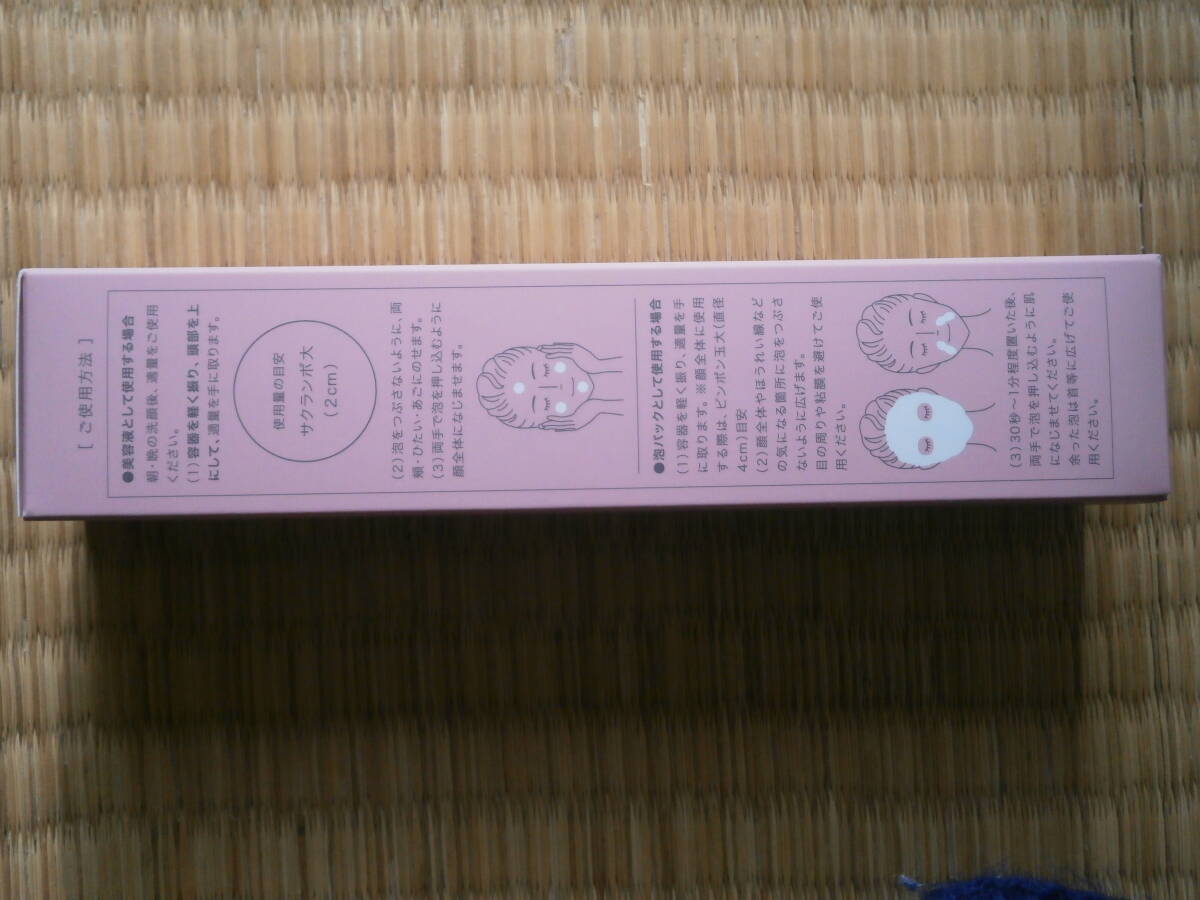 ［ご使用方法］
●美容液として使用する場合
朝・晩の洗顔後、適量をご使用
ください。
(1)容器を軽く振り、頭部を上
にして、適量を手に取ります。
使用量の目安
サクランボ大
(2cm)
(2)泡をつぶさないように、両
頬・ひたい・あごにのせます。
(3)両手で泡を押し込むように
顔全体になじませます。
●泡パックとして使用する場合
(1)容器を軽く振り、適量を手
に取ります。※顔全体に使用
する際は、ピンポン玉大(直径
4cm)目安
(2)顔全体やほうれい線など
の気になる箇所に泡をつぶさ
ないように広げます。
目の周りや粘膜を避けてご使
用ください。
(3)30秒〜1分程度置いた後、
両手で泡を押し込むように肌
になじませてください。
余った泡は首等に広げてご使
用ください。